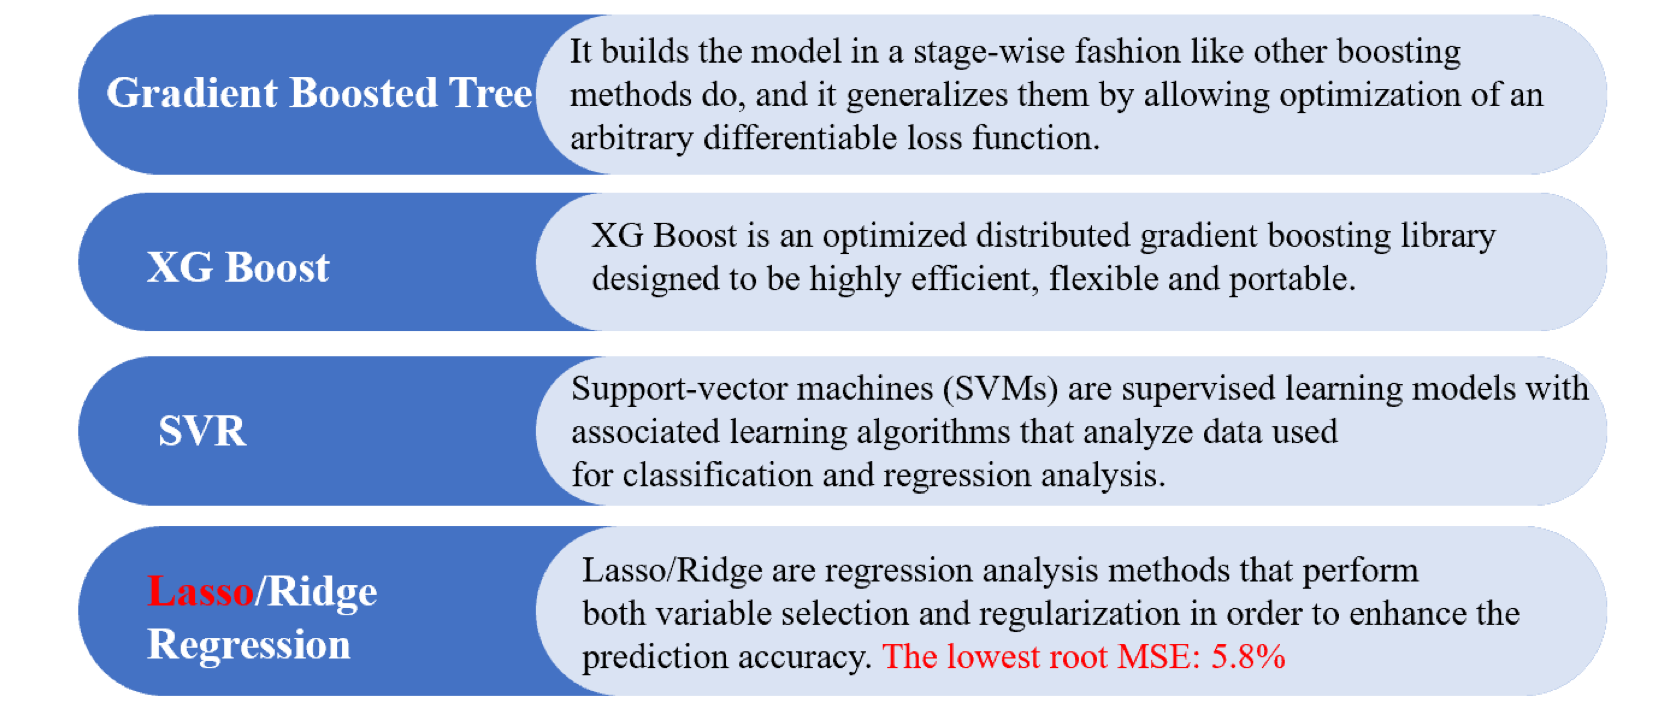 Gradient Boosted Tree
It builds the model in a stage-wise fashion like other boosting
methods do, and it generalizes them by allowing optimization of an
arbitrary differentiable loss function.
XG Boost
XG Boost is an optimized distributed gradient boosting library
designed to be highly efficient, flexible and portable.
SVR
Support-vector machines (SVMs) are supervised learning models with
associated learning algorithms that analyze data used
for classification and regression analysis.
Lasso/Ridge
Regression
Lasso/Ridge are regression analysis methods that perform
both variable selection and regularization in order to enhance the
prediction accuracy. The lowest root MSE: 5.8%